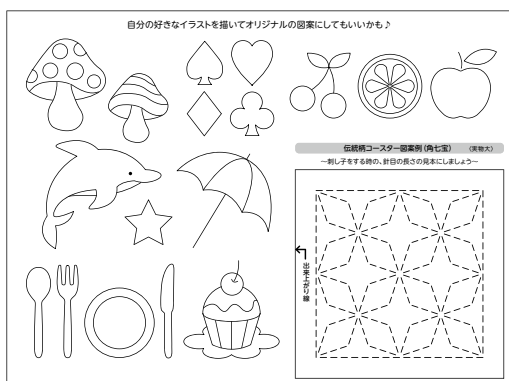 自分の好きなイラストを描いてオリジナルの図案にしてもいいかも♪
伝統柄コースター図案例(角七宝) 〈実物大〉
〜刺し子をする時の、針目の長さの見本にしましょう〜
出来上がり線